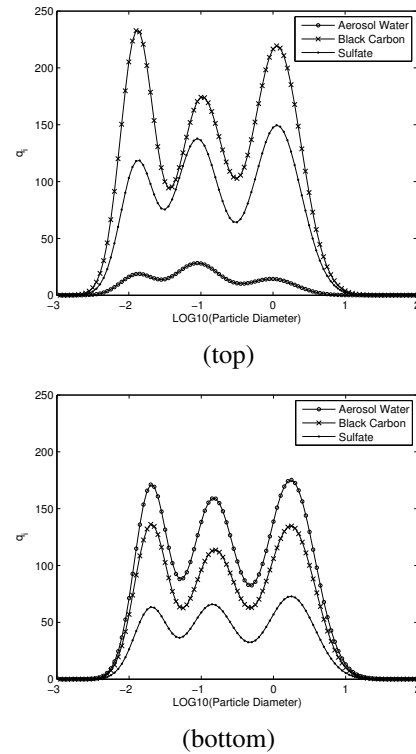 250
200
150
100
50
0
q_i
−3
−2
−1
0
1
2
LOG10(Particle Diameter)
Aerosol Water
Black Carbon
Sulfate
(top)
250
200
150
100
50
0
q_i
−3
−2
−1
0
1
2
LOG10(Particle Diameter)
Aerosol Water
Black Carbon
Sulfate
(bottom)